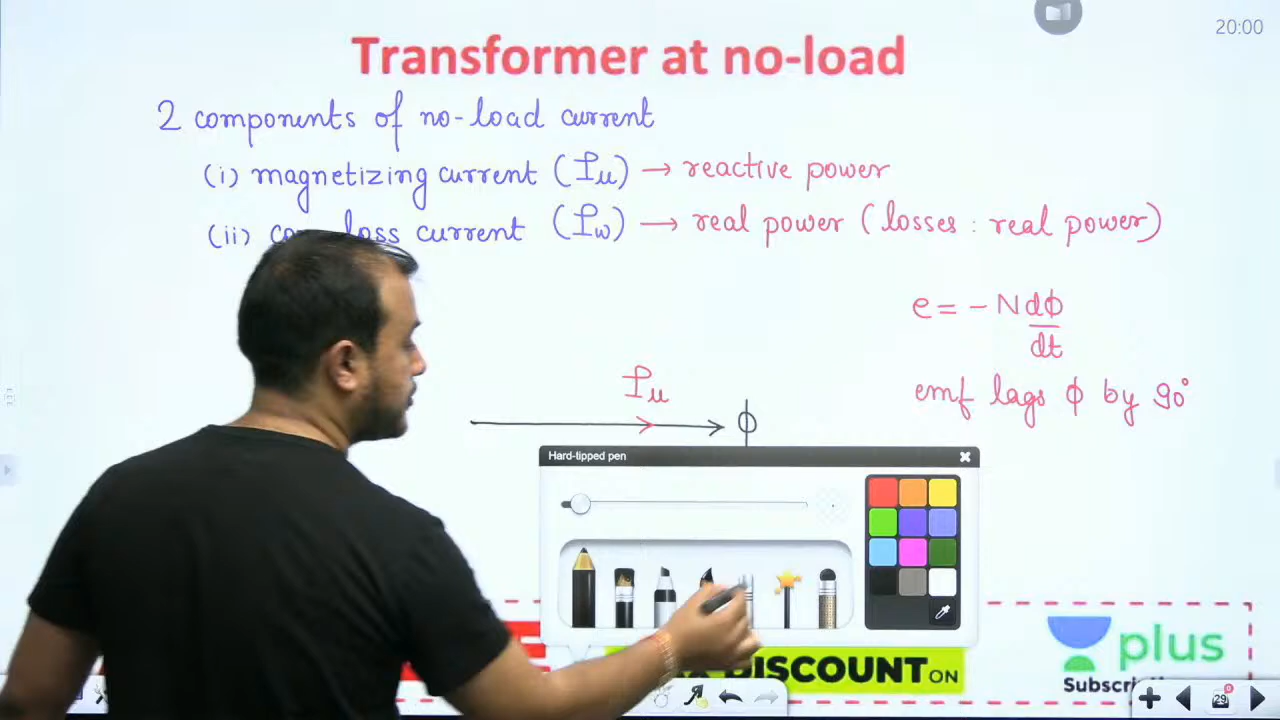 20:00
Transformer at no-load
2 components of no-load current
(i) magnetizing current (Iu) → reactive power
(ii) loss current (Iw) → real power (losses : real power)
e = - N dϕ/dt
emf lags ϕ by 90°
Iu
ϕ
Hard-tipped pen
plus
DISCOUNT ON
29